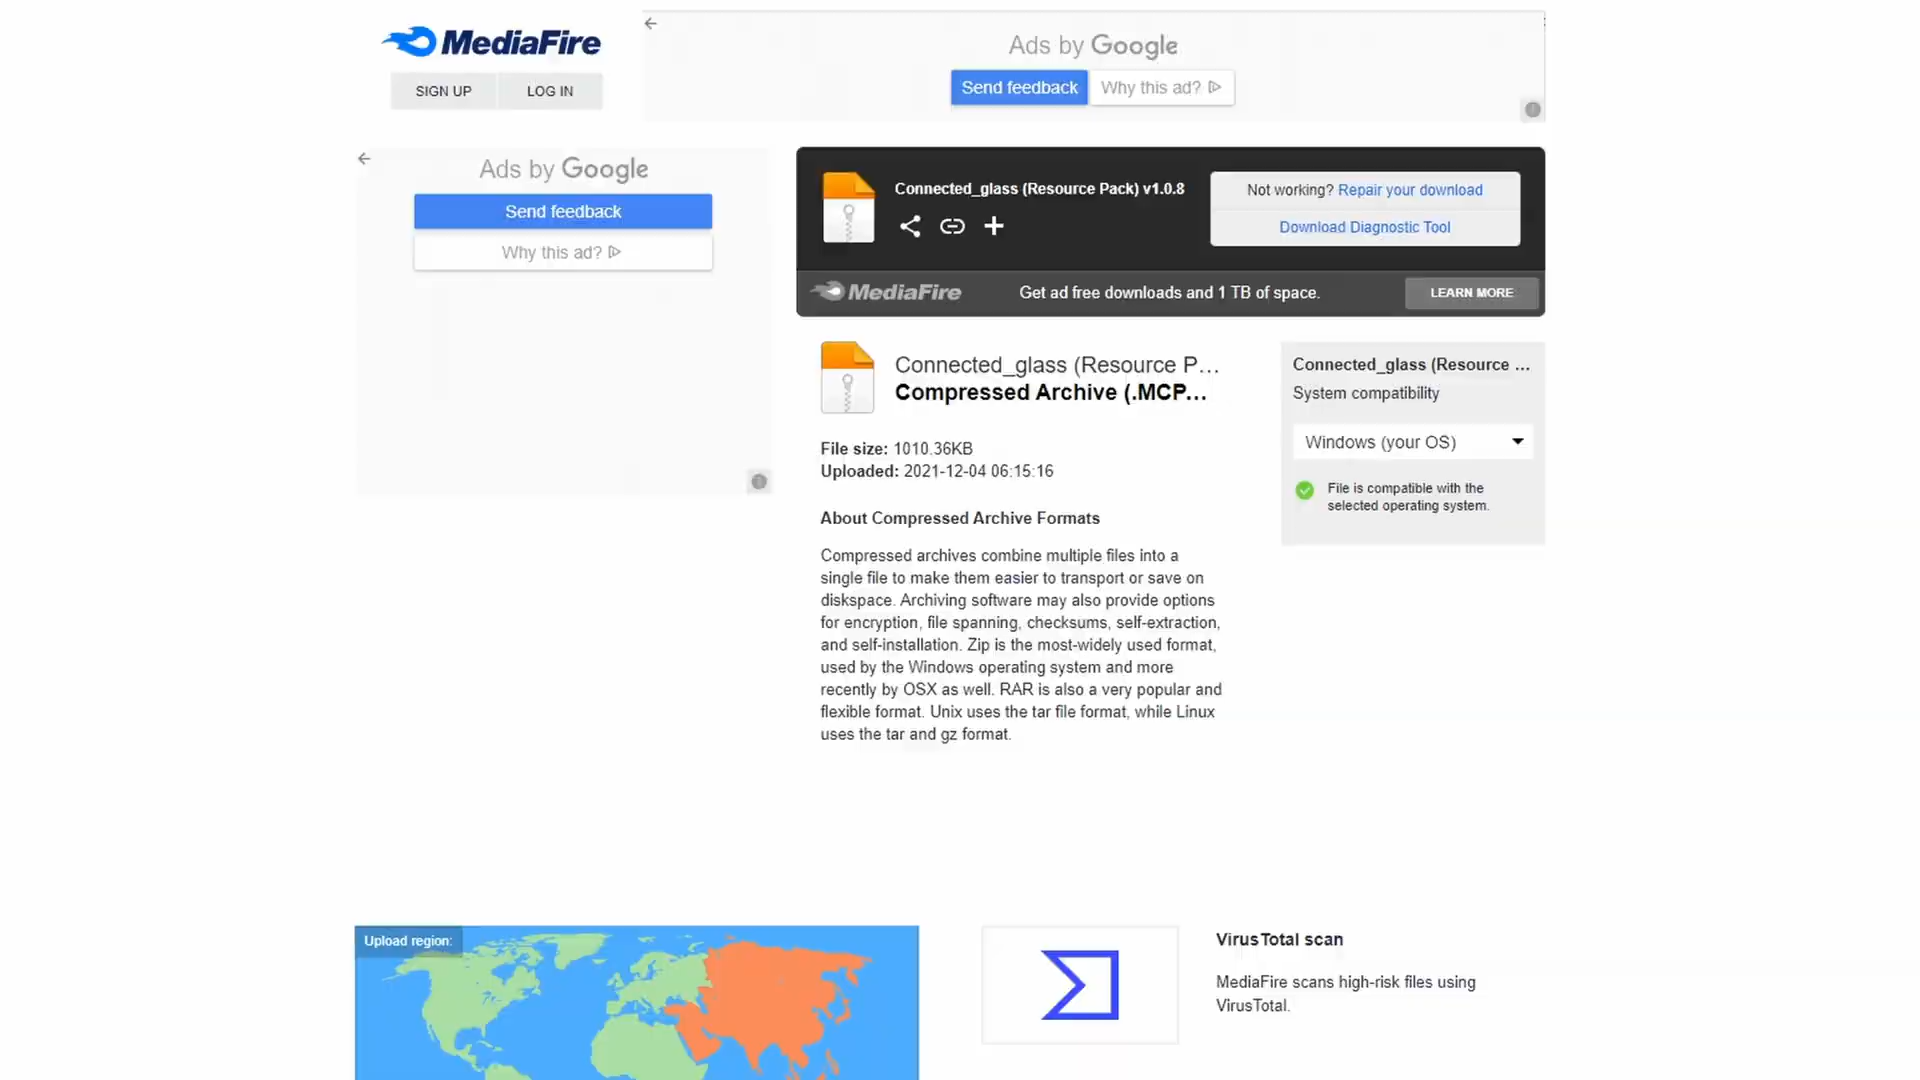 MediaFire
SIGN UP
LOG IN
Ads by Google
Send feedback
Why this ad?
Ads by Google
Send feedback
Why this ad?
Connected_glass (Resource Pack) v1.0.8
Not working? Repair your download
Download Diagnostic Tool
MediaFire
Get ad free downloads and 1 TB of space.
LEARN MORE
Connected_glass (Resource P...
Compressed Archive (.MCP...
File size: 1010.36KB
Uploaded: 2021-12-04 06:15:16
About Compressed Archive Formats
Compressed archives combine multiple files into a
single file to make them easier to transport or save on
diskspace. Archiving software may also provide options
for encryption, file spanning, checksums, self-extraction,
and self-installation. Zip is the most-widely used format,
used by the Windows operating system and more
recently by OSX as well. RAR is also a very popular and
flexible format. Unix uses the tar file format, while Linux
uses the tar and gz format.
Connected_glass (Resource ...
System compatibility
Windows (your OS)
File is compatible with the
selected operating system.
Upload region:
VirusTotal scan
MediaFire scans high-risk files using
VirusTotal.